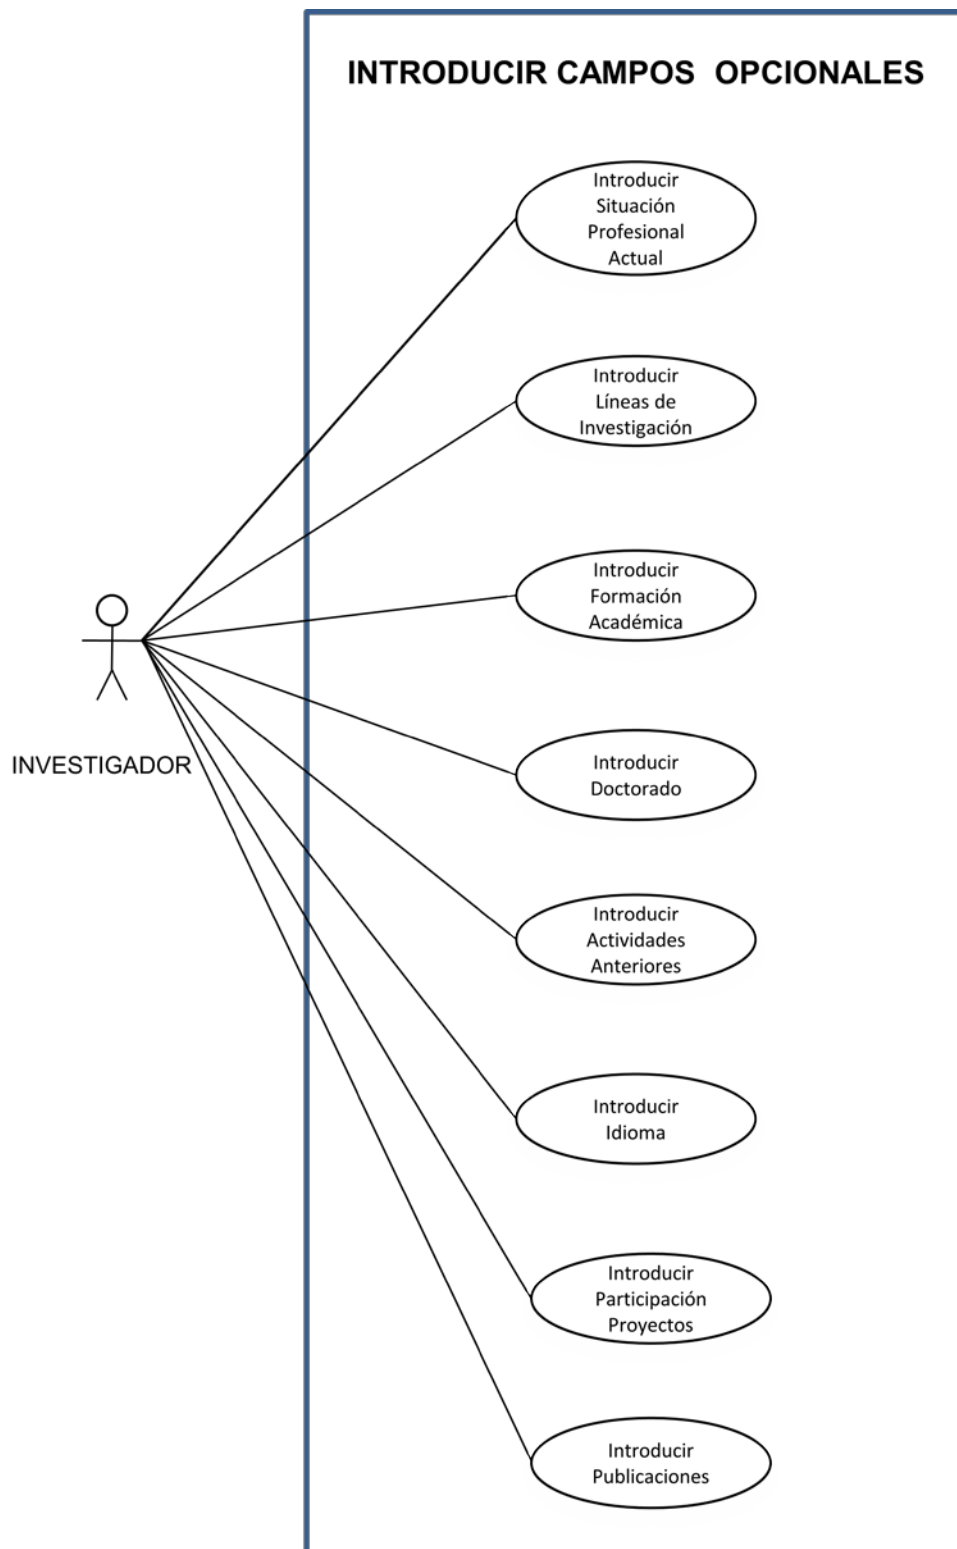 INTRODUCIR CAMPOS  OPCIONALES
Introducir
Situación
Profesional
Actual
Introducir
Líneas de
Investigación
Introducir
Formación
Académica
INVESTIGADOR
Introducir
Doctorado
Introducir
Actividades
Anteriores
Introducir
Idioma
Introducir
Participación
Proyectos
Introducir
Publicaciones